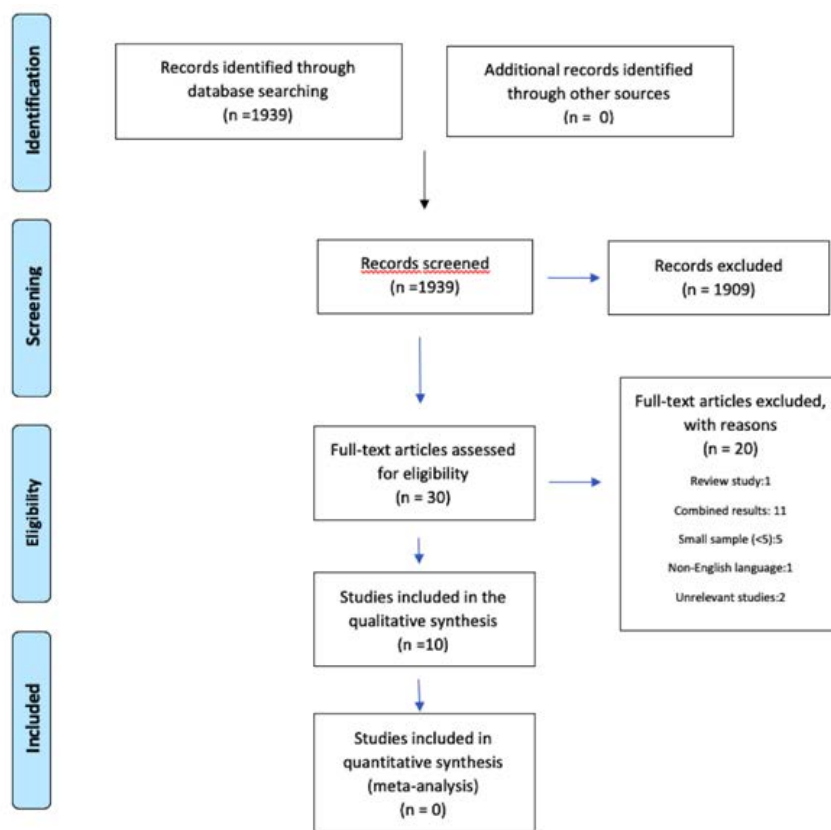 Identification
Records identified through
database searching
(n =1939)
Additional records identified
through other sources
(n = 0)
Screening
Records screened
(n =1939)
Records excluded
(n = 1909)
Eligibility
Full-text articles assessed
for eligibility
(n = 30)
Full-text articles excluded,
with reasons
(n = 20)
Review study:1
Combined results: 11
Small sample (<5):5
Non-English language:1
Unrelevant studies:2
Studies included in the
qualitative synthesis
(n =10)
Included
Studies included in
quantitative synthesis
(meta-analysis)
(n = 0)